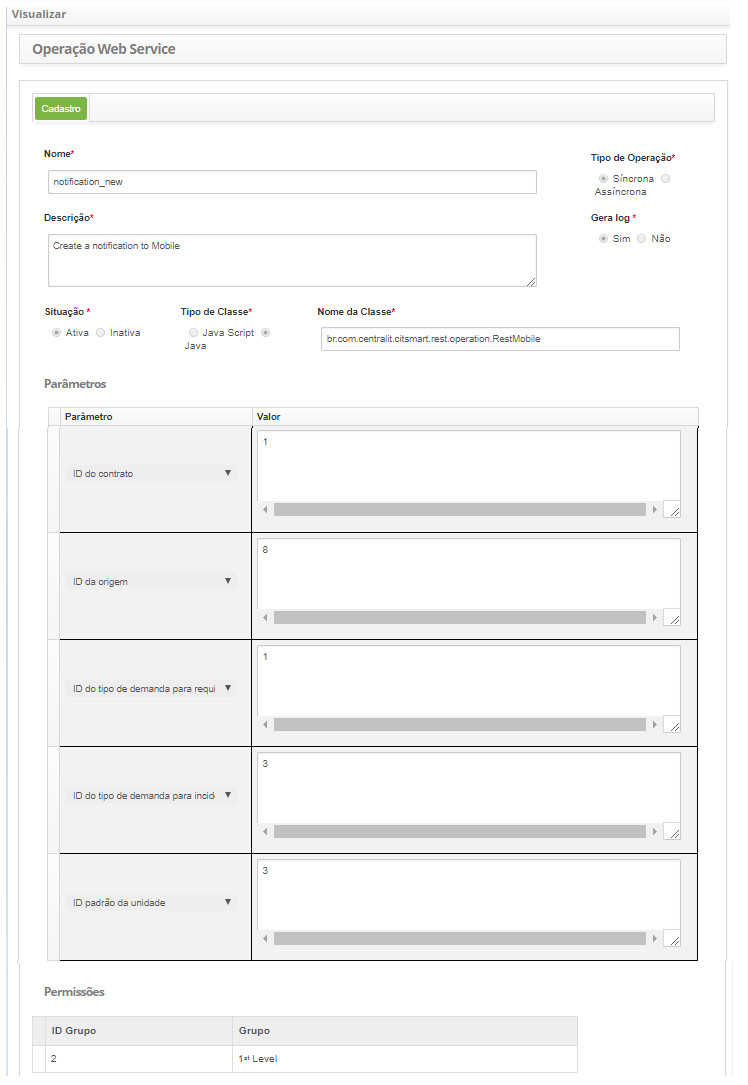 Visualizar
Operação Web Service
Cadastro
Nome*
Tipo de Operação*
notification_new
Síncrona
Assíncrona
Descrição*
Gera log *
Create a notification to Mobile
Sim Não
Situação * Tipo de Classe* Nome da Classe*
Ativa Inativa Java Script
Java
br.com.centralit.citsmart.rest.operation.RestMobile
Parâmetros
Parâmetro Valor
1
ID do contrato
8
ID da origem
1
ID do tipo de demanda para requi
3
ID do tipo de demanda para incid
3
ID padrão da unidade
Permissões
ID Grupo Grupo
2 1st Level